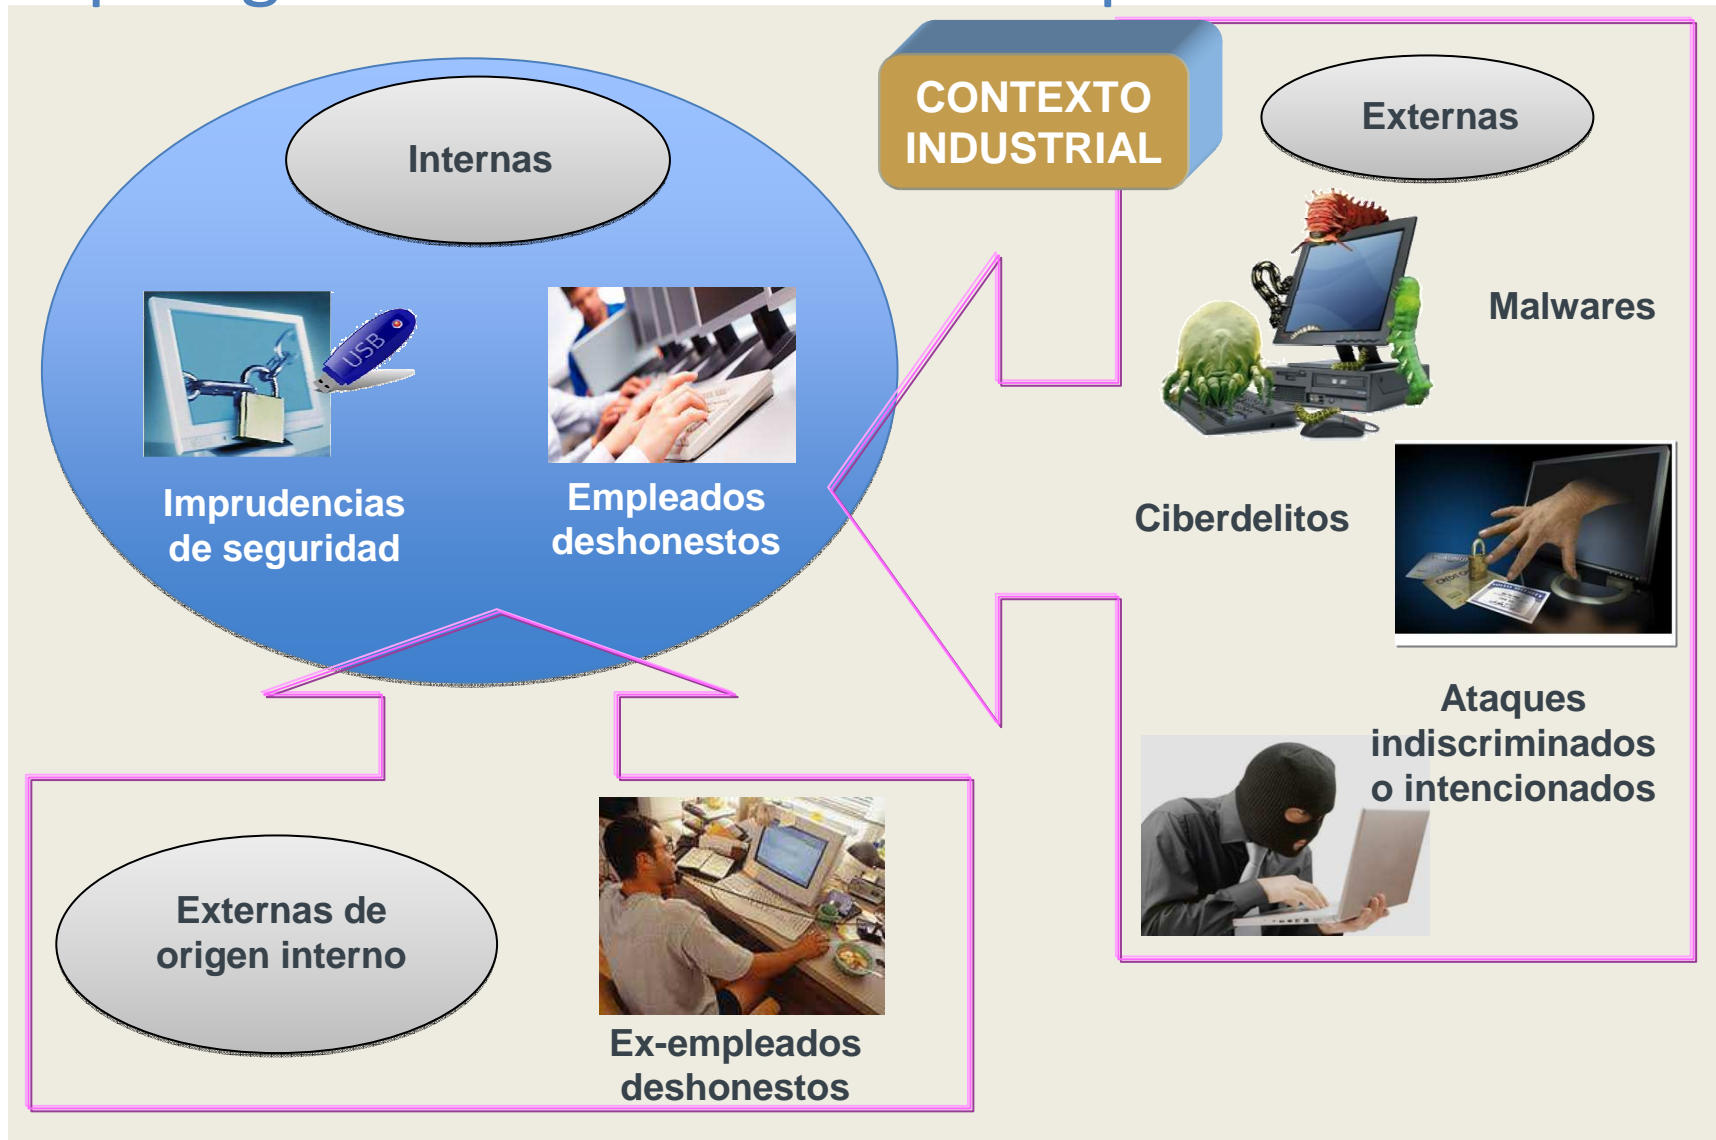 CONTEXTO
INDUSTRIAL
Internas
Externas
USB
Malwares
Imprudencias
de seguridad
Empleados
deshonestos
Ciberdelitos
Ataques
indiscriminados
o intencionados
Externas de
origen interno
Ex-empleados
deshonestos